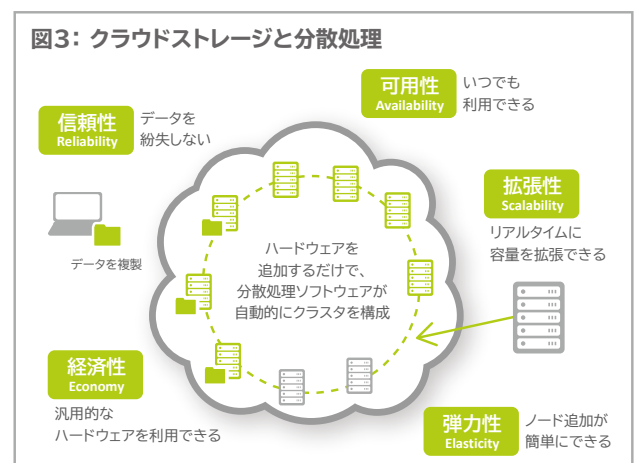 図3： クラウドストレージと分散処理
可用性
Availability
いつでも
利用できる
信頼性
Reliability
データを
紛失しない
拡張性
Scalability
リアルタイムに
容量を拡張できる
データを複製
ハードウェアを
追加するだけで、
分散処理ソフトウェアが
自動的にクラスタを構成
経済性
Economy
汎用的な
ハードウェアを利用できる
弾力性
Elasticity
ノード追加が
簡単にできる